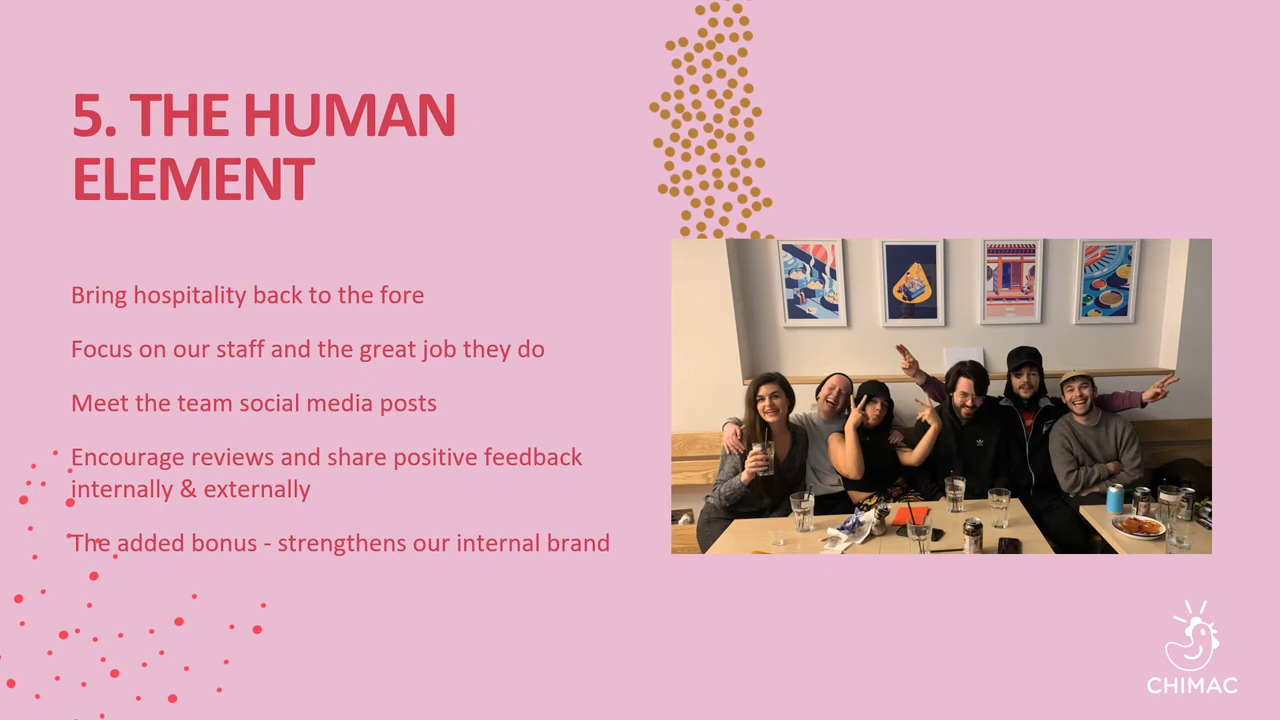 5. THE HUMAN
ELEMENT
Bring hospitality back to the fore
Focus on our staff and the great job they do
Meet the team social media posts
Encourage reviews and share positive feedback
internally & externally
The added bonus - strengthens our internal brand
CHIMAC